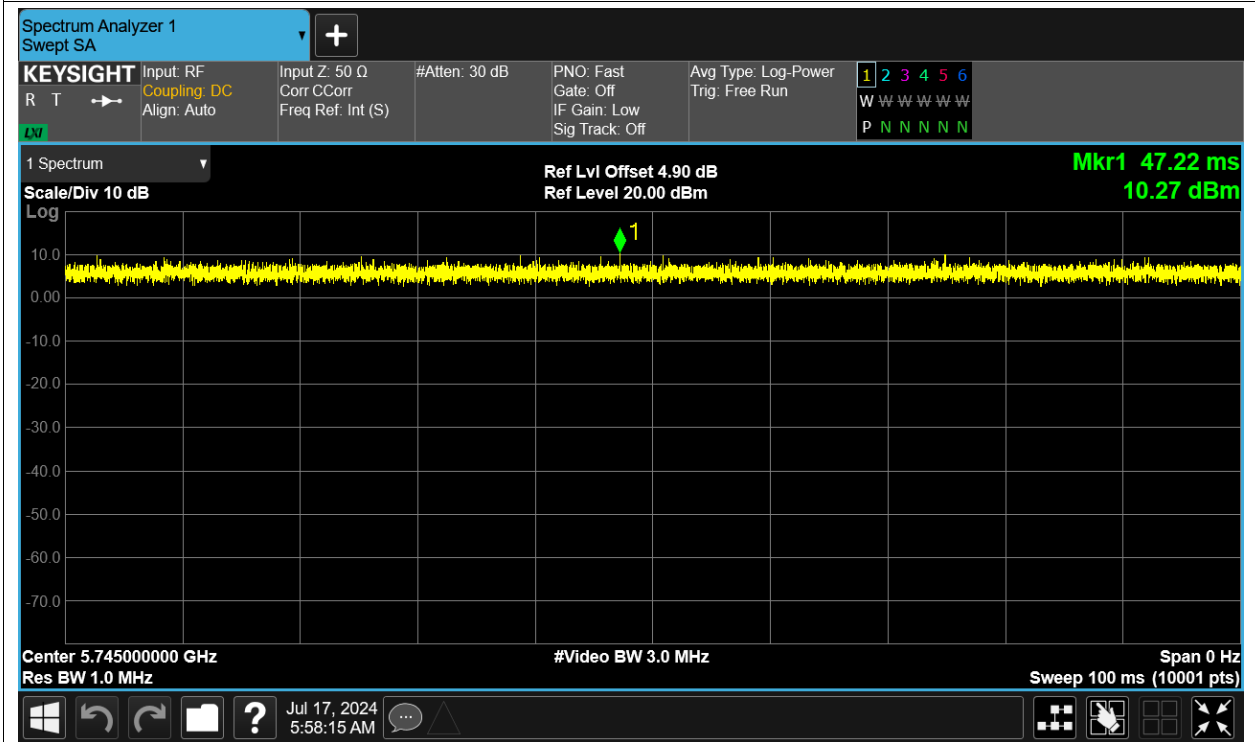 Spectrum Analyzer 1
Swept SA
+
KEYSIGHT
R T
LXI
Input: RF
Coupling: DC
Align: Auto
Input Z: 50 Ω
Corr CCorr
Freq Ref: Int (S)
#Atten: 30 dB
PNO: Fast
Gate: Off
IF Gain: Low
Sig Track: Off
Avg Type: Log-Power
Trig: Free Run
1 2 3 4 5 6
W W W W W W
P N N N N N
1 Spectrum
Scale/Div 10 dB
Ref Lvl Offset 4.90 dB
Ref Level 20.00 dBm
Mkr1 47.22 ms
10.27 dBm
Log
1
10.0
0.00
-10.0
-20.0
-30.0
-40.0
-50.0
-60.0
-70.0
Center 5.745000000 GHz
Res BW 1.0 MHz
#Video BW 3.0 MHz
Span 0 Hz
Sweep 100 ms (10001 pts)
?
Jul 17, 2024
5:58:15 AM